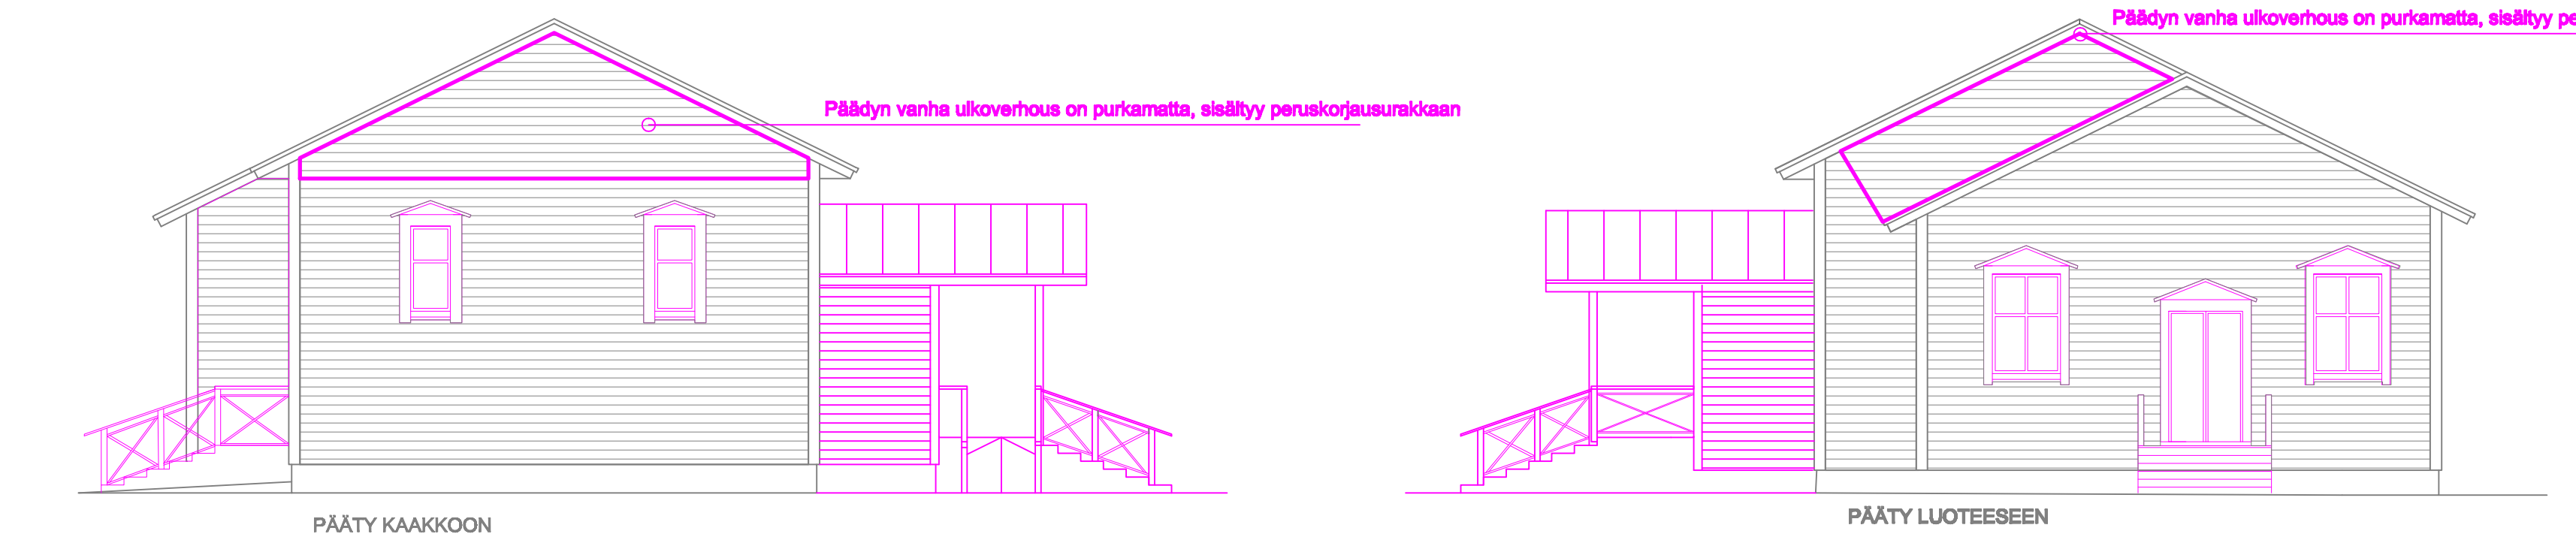 Päädyn vanha ulkoverhous on purkamatta, sisältyy peruskorjausurakkaan
Päädyn vanha ulkoverhous on purkamatta, sisältyy pe
PÄÄTY KAAKKOON
PÄÄTY LUOTEESEEN